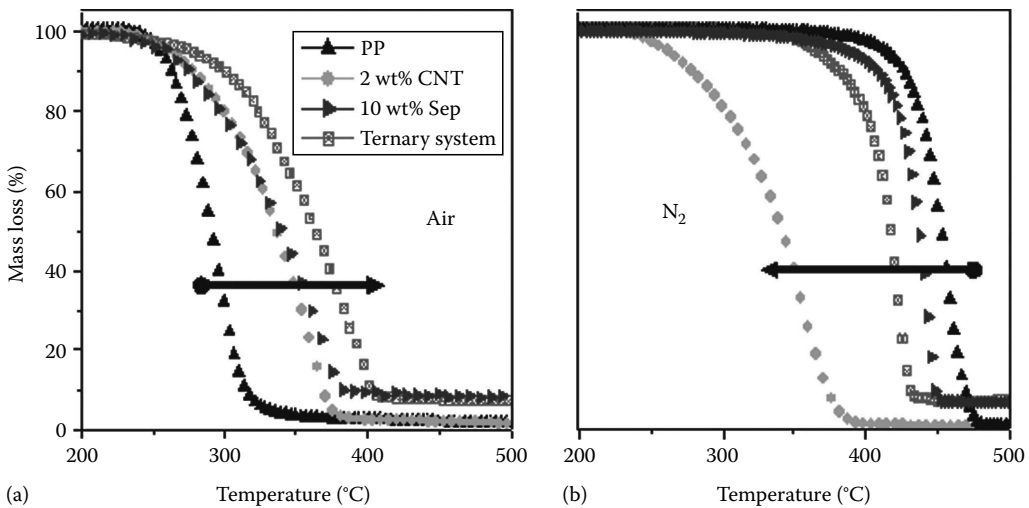 100
80
60
40
20
0
Mass loss (%)
PP
2 wt% CNT
10 wt% Sep
Ternary system
Air
200
300
400
500
(a)
Temperature (°C)
N₂
200
300
400
500
(b)
Temperature (°C)